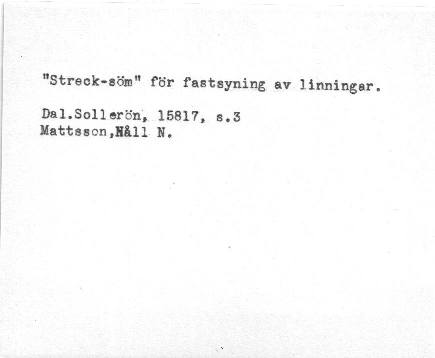 "Streck-söm" för fastsyning av linningar.
Dal.Sollerön, 15817, s.3
Mattsson,Håll N.